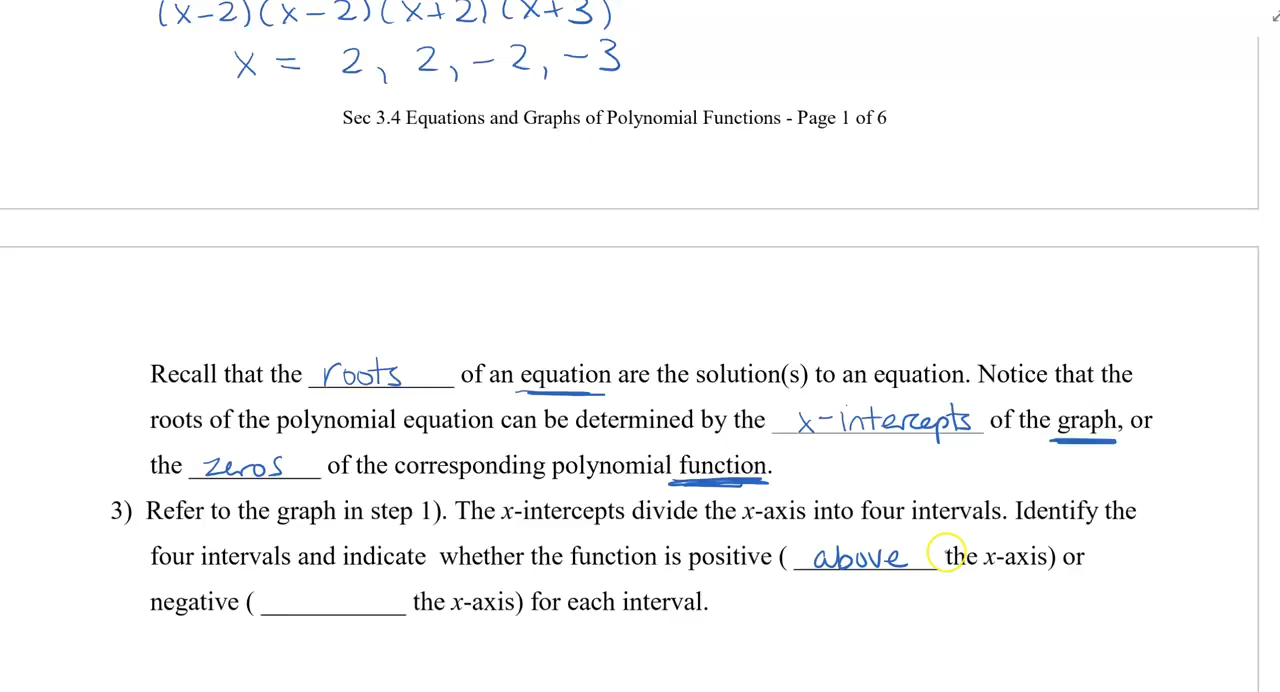 (x-2)(x-2)(x+2)(x+3)
x = 2, 2, -2, -3
Sec 3.4 Equations and Graphs of Polynomial Functions - Page 1 of 6
Recall that the roots of an equation are the solution(s) to an equation. Notice that the
roots of the polynomial equation can be determined by the x-intercepts of the graph, or
the zeros of the corresponding polynomial function.
3) Refer to the graph in step 1). The x-intercepts divide the x-axis into four intervals. Identify the
four intervals and indicate whether the function is positive ( above the x-axis) or
negative ( ___________ the x-axis) for each interval.